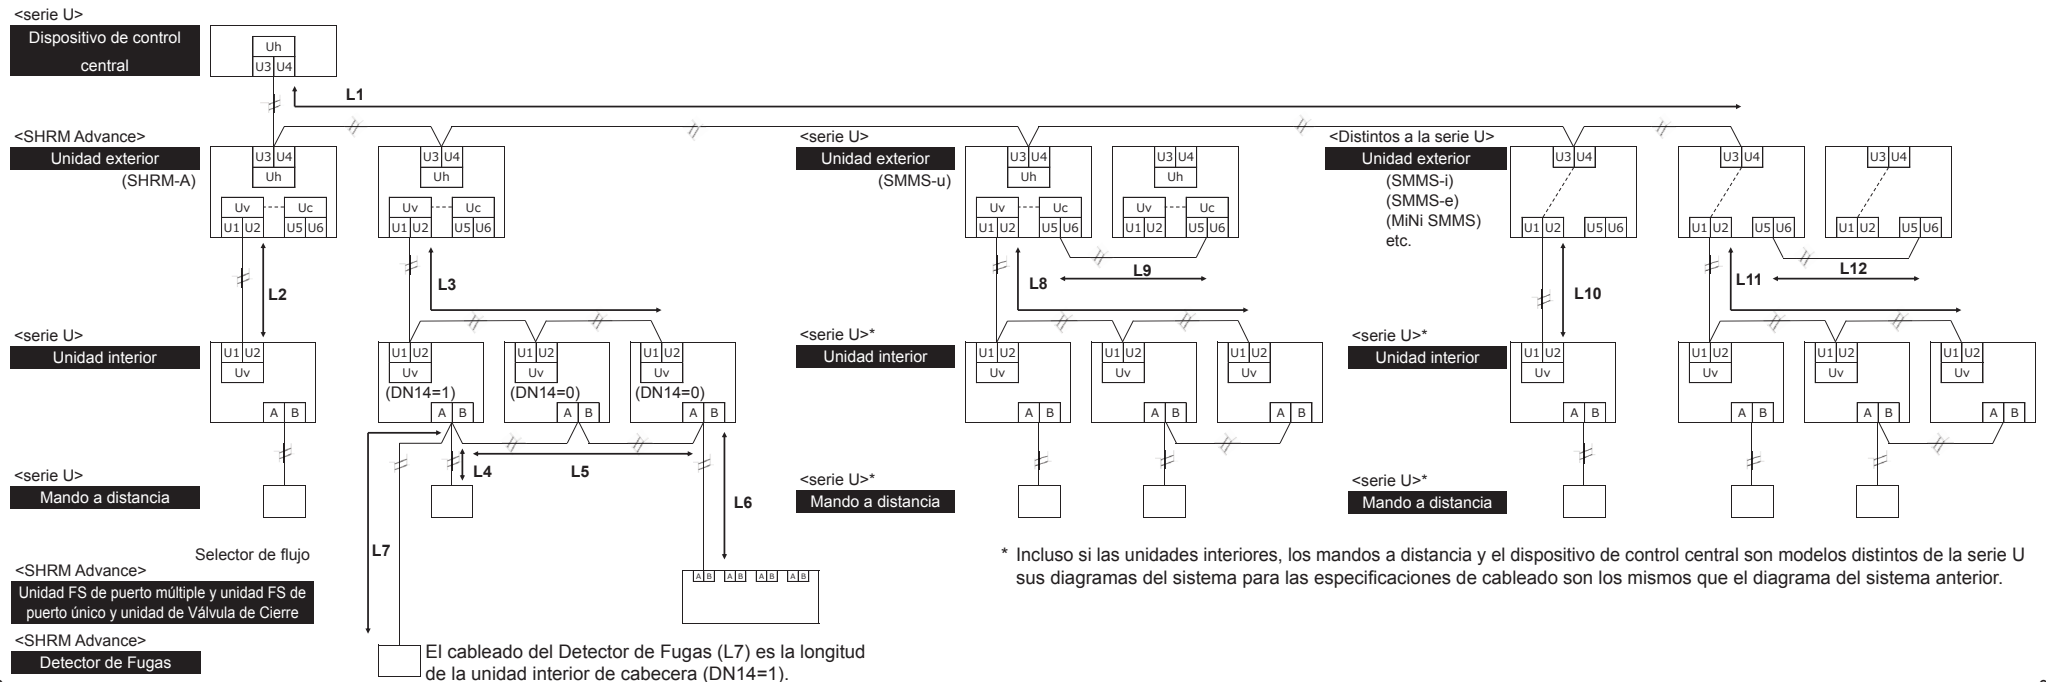 <serie U>
Dispositivo de control
central
Uh
U3 U4
L1
<SHRM Advance>
Unidad exterior
(SHRM-A)
U3 U4
Uh
Uv Uc
U1 U2 U5 U6
U3 U4
Uh
Uv Uc
U1 U2 U5 U6
<serie U>
Unidad exterior
(SMMS-u)
U3 U4
Uh
Uv Uc
U1 U2 U5 U6
U3 U4
Uh
Uv Uc
U1 U2 U5 U6
<Distintos a la serie U>
Unidad exterior
(SMMS-i)
(SMMS-e)
(MiNi SMMS)
etc.
U3 U4
U1 U2 U5 U6
U3 U4
U1 U2 U5 U6
U3 U4
U1 U2 U5 U6
L2
L3
L8
L9
L10
L11
L12
<serie U>
Unidad interior
U1 U2
Uv
A B
U1 U2
Uv
(DN14=1)
A B
U1 U2
Uv
(DN14=0)
A B
U1 U2
Uv
(DN14=0)
A B
<serie U>*
Unidad interior
U1 U2
Uv
A B
U1 U2
Uv
A B
U1 U2
Uv
A B
<serie U>*
Unidad interior
U1 U2
Uv
A B
U1 U2
Uv
A B
U1 U2
Uv
A B
U1 U2
Uv
A B
L4
L5
L6
L7
<serie U>
Mando a distancia
<serie U>*
Mando a distancia
<serie U>*
Mando a distancia
Selector de flujo
<SHRM Advance>
Unidad FS de puerto múltiple y unidad FS de
puerto único y unidad de Válvula de Cierre
A B A B A B A B
<SHRM Advance>
Detector de Fugas
El cableado del Detector de Fugas (L7) es la longitud
de la unidad interior de cabecera (DN14=1).
* Incluso si las unidades interiores, los mandos a distancia y el dispositivo de control central son modelos distintos de la serie U
sus diagramas del sistema para las especificaciones de cableado son los mismos que el diagrama del sistema anterior.